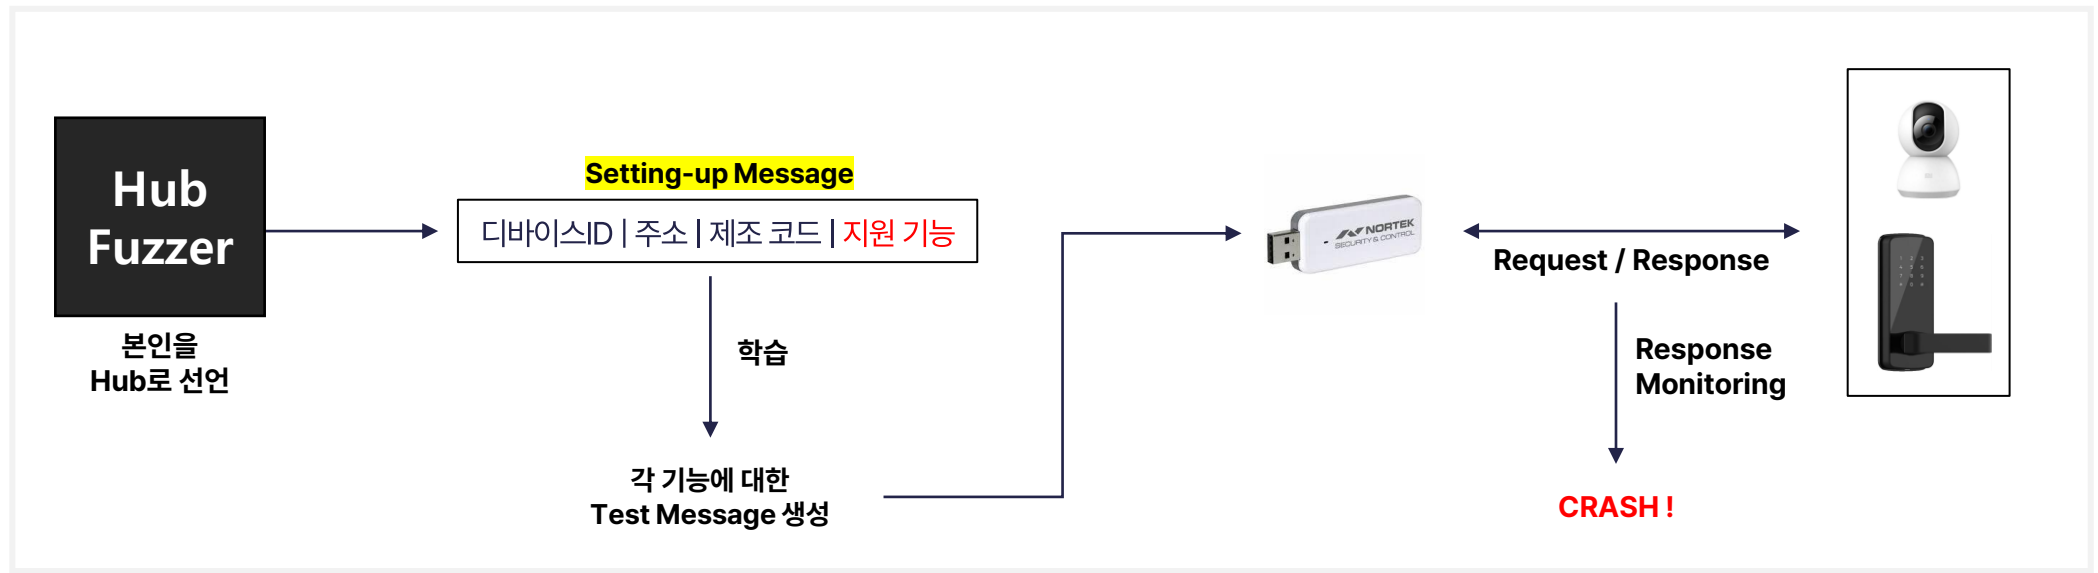 Hub
Fuzzer
본인을
Hub로 선언
Setting-up Message
디바이스ID | 주소 | 제조 코드 | 지원 기능
학습
각 기능에 대한
Test Message 생성
NORTEK
SECURITY & CONTROL
Request / Response
Response
Monitoring
CRASH !